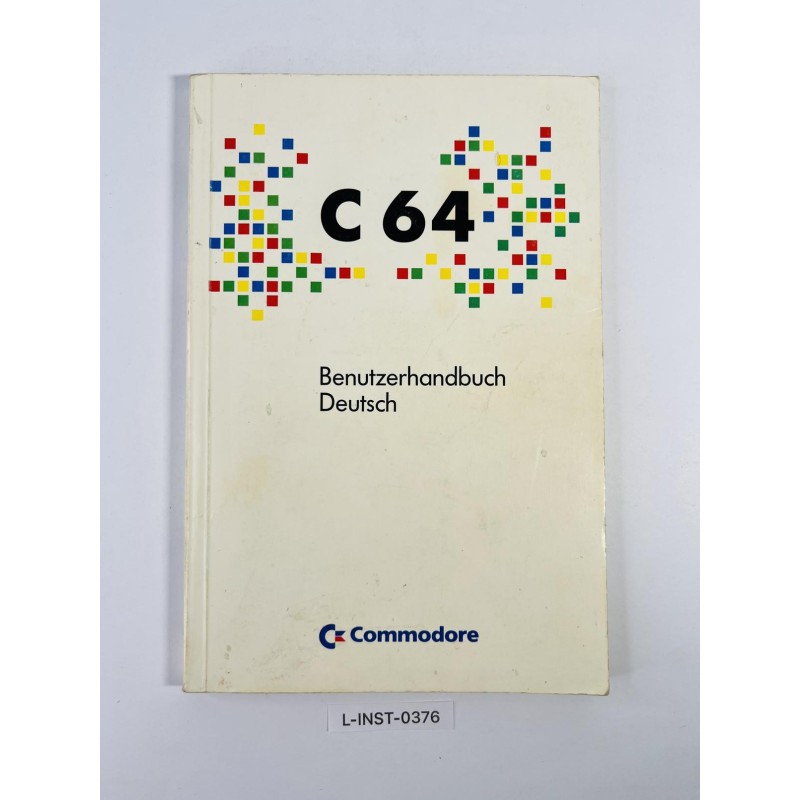 C 64
Benutzerhandbuch
Deutsch
Commodore
L-INST-0376